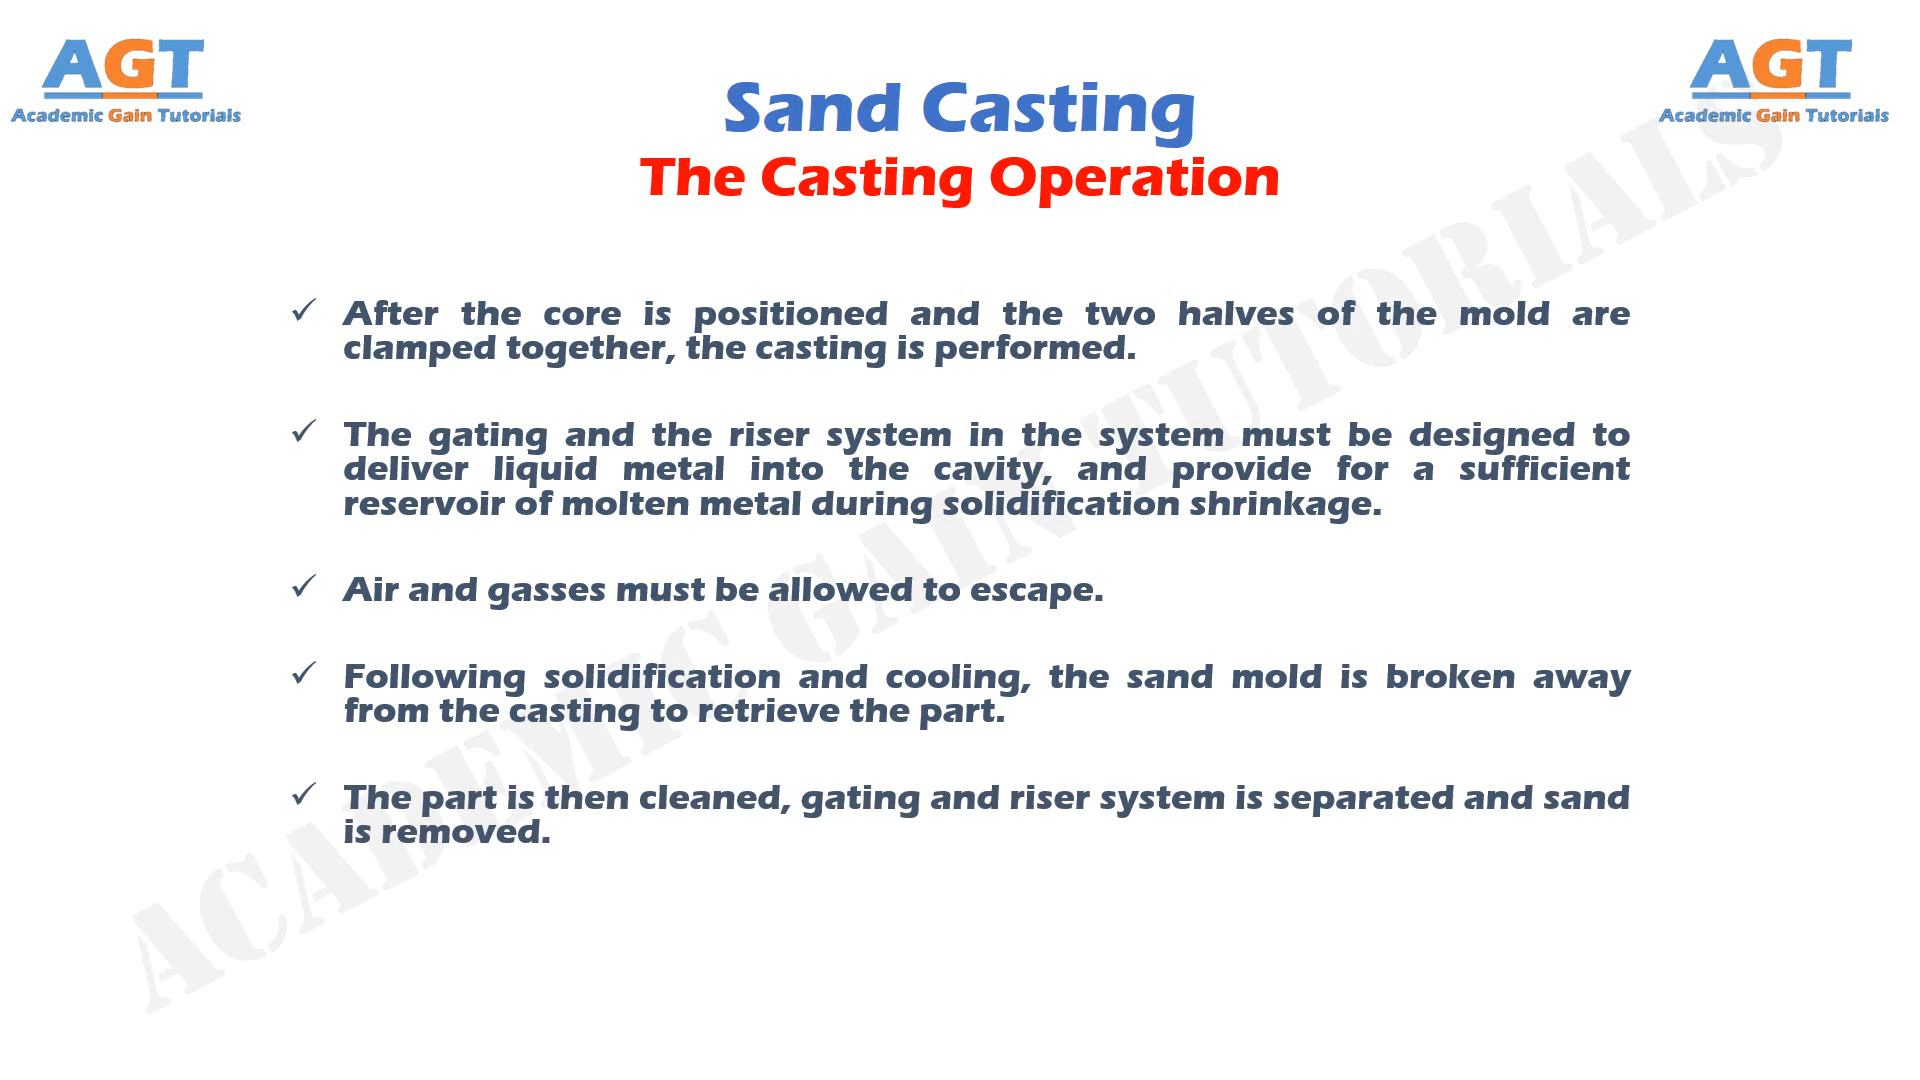 AGT
Academic Gain Tutorials
AGT
Academic Gain Tutorials
Sand Casting
The Casting Operation
✓ After the core is positioned and the two halves of the mold are
clamped together, the casting is performed.
✓ The gating and the riser system in the system must be designed to
deliver liquid metal into the cavity, and provide for a sufficient
reservoir of molten metal during solidification shrinkage.
✓ Air and gasses must be allowed to escape.
✓ Following solidification and cooling, the sand mold is broken away
from the casting to retrieve the part.
✓ The part is then cleaned, gating and riser system is separated and sand
is removed.
ACADEMIC GAIN TUTORIALS